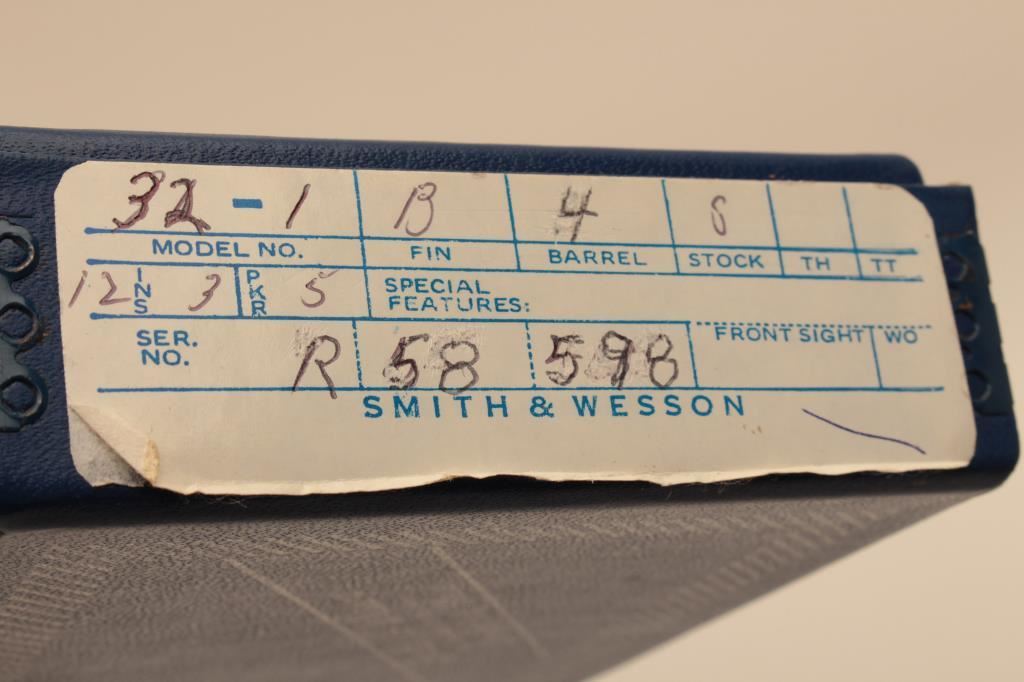 32 - 1 B 4 S
MODEL NO. FIN BARREL STOCK TH TT
12 INS 3 PKR 5 SPECIAL FEATURES:
SER. NO. R 58 598 FRONT SIGHT WO
SMITH & WESSON